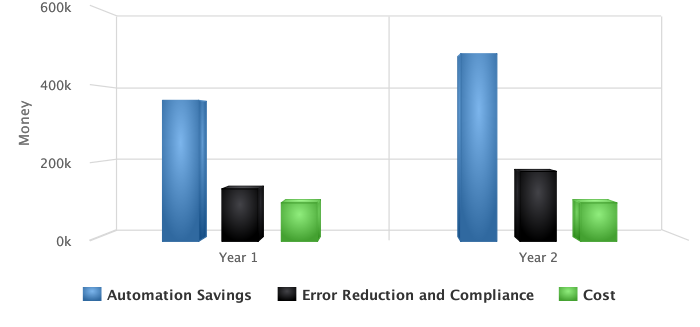 600k
400k
200k
0k
Money
Year 1
Year 2
Automation Savings
Error Reduction and Compliance
Cost